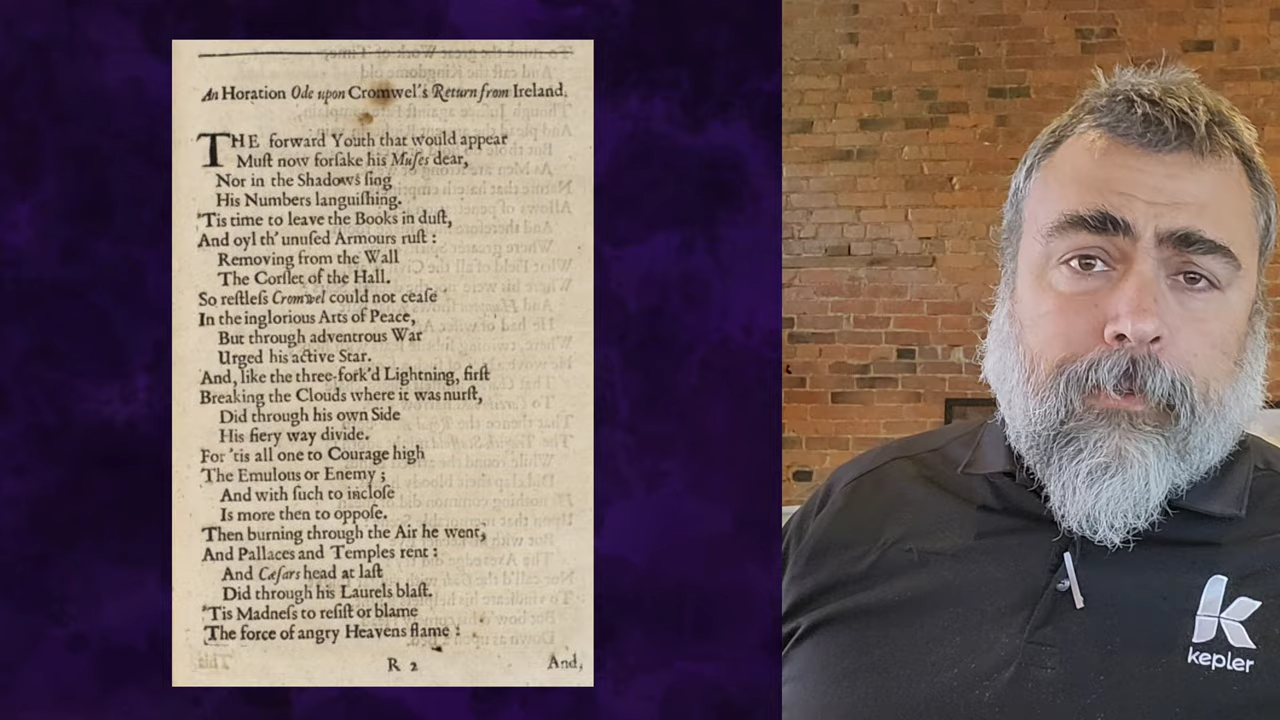 An Horation Ode upon Cromwel's Return from Ireland.
THE forward Youth that would appear
Muſt now forſake his Muſes dear,
Nor in the Shadows ſing
His Numbers languiſhing.
'Tis time to leave the Books in duſt,
And oyl th' unuſed Armours ruſt:
Removing from the Wall
The Corſlet of the Hall.
So reſtleſs Cromwel could not ceaſe
In the inglorious Arts of Peace,
But through adventrous War
Urged his active Star.
And, like the three-fork'd Lightning, firſt
Breaking the Clouds where it was nurſt,
Did through his own Side
His fiery way divide.
For 'tis all one to Courage high
The Emulous or Enemy;
And with ſuch to incloſe
Is more then to oppoſe.
Then burning through the Air he went,
And Pallaces and Temples rent:
And Cæſars head at laſt
Did through his Laurels blaſt.
'Tis Madneſs to reſiſt or blame
The force of angry Heavens flame:
R 2
And,
kepler